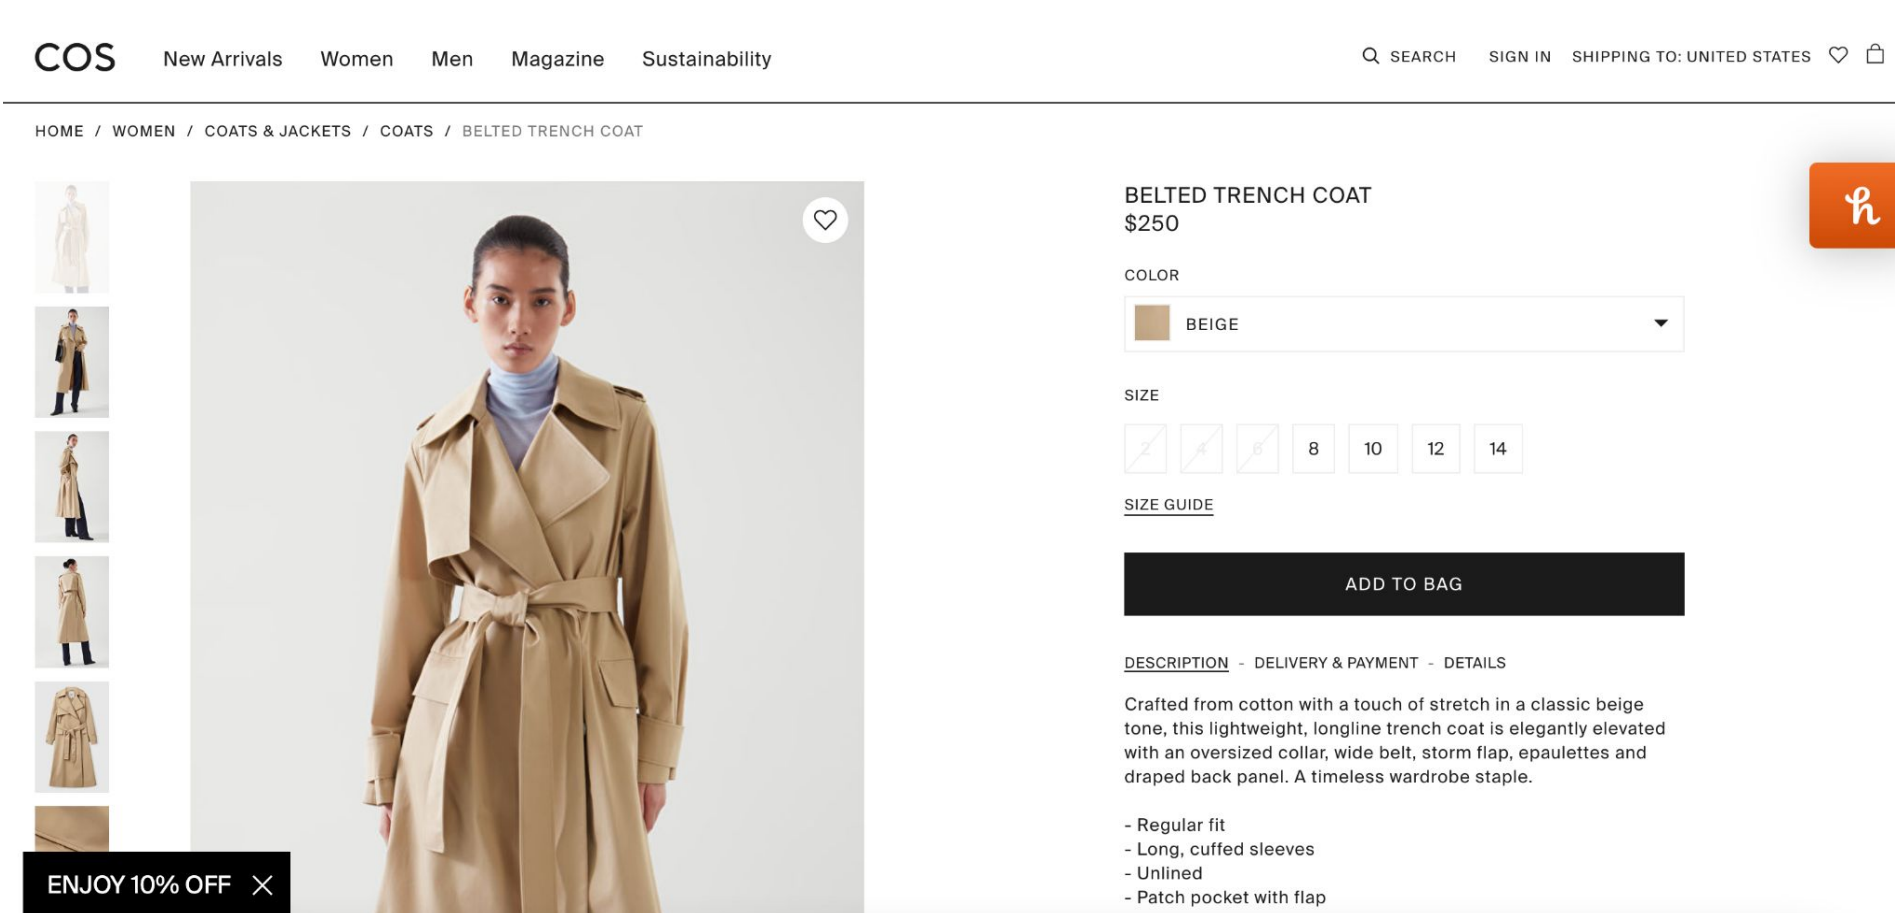 COS
New Arrivals
Women
Men
Magazine
Sustainability
SEARCH
SIGN IN
SHIPPING TO: UNITED STATES
HOME / WOMEN / COATS & JACKETS / COATS / BELTED TRENCH COAT
h
BELTED TRENCH COAT
$250
COLOR
BEIGE
SIZE
2 4 6 8 10 12 14
SIZE GUIDE
ADD TO BAG
DESCRIPTION - DELIVERY & PAYMENT - DETAILS
Crafted from cotton with a touch of stretch in a classic beige
tone, this lightweight, longline trench coat is elegantly elevated
with an oversized collar, wide belt, storm flap, epaulettes and
draped back panel. A timeless wardrobe staple.
- Regular fit
- Long, cuffed sleeves
- Unlined
- Patch pocket with flap
ENJOY 10% OFF